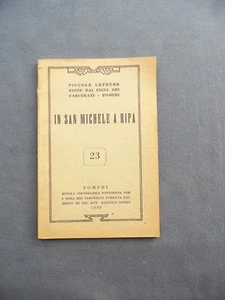 PICCOLE LETTURE
EDITE DAI FIGLI DEI
CARCERATI - POMPEI
IN SAN MICHELE A RIPA
23
POMPEI
SCUOLA TIPOGRAFICA PONTIFICIA PER
I FIGLI DEI CARCERATI FONDATA DAL